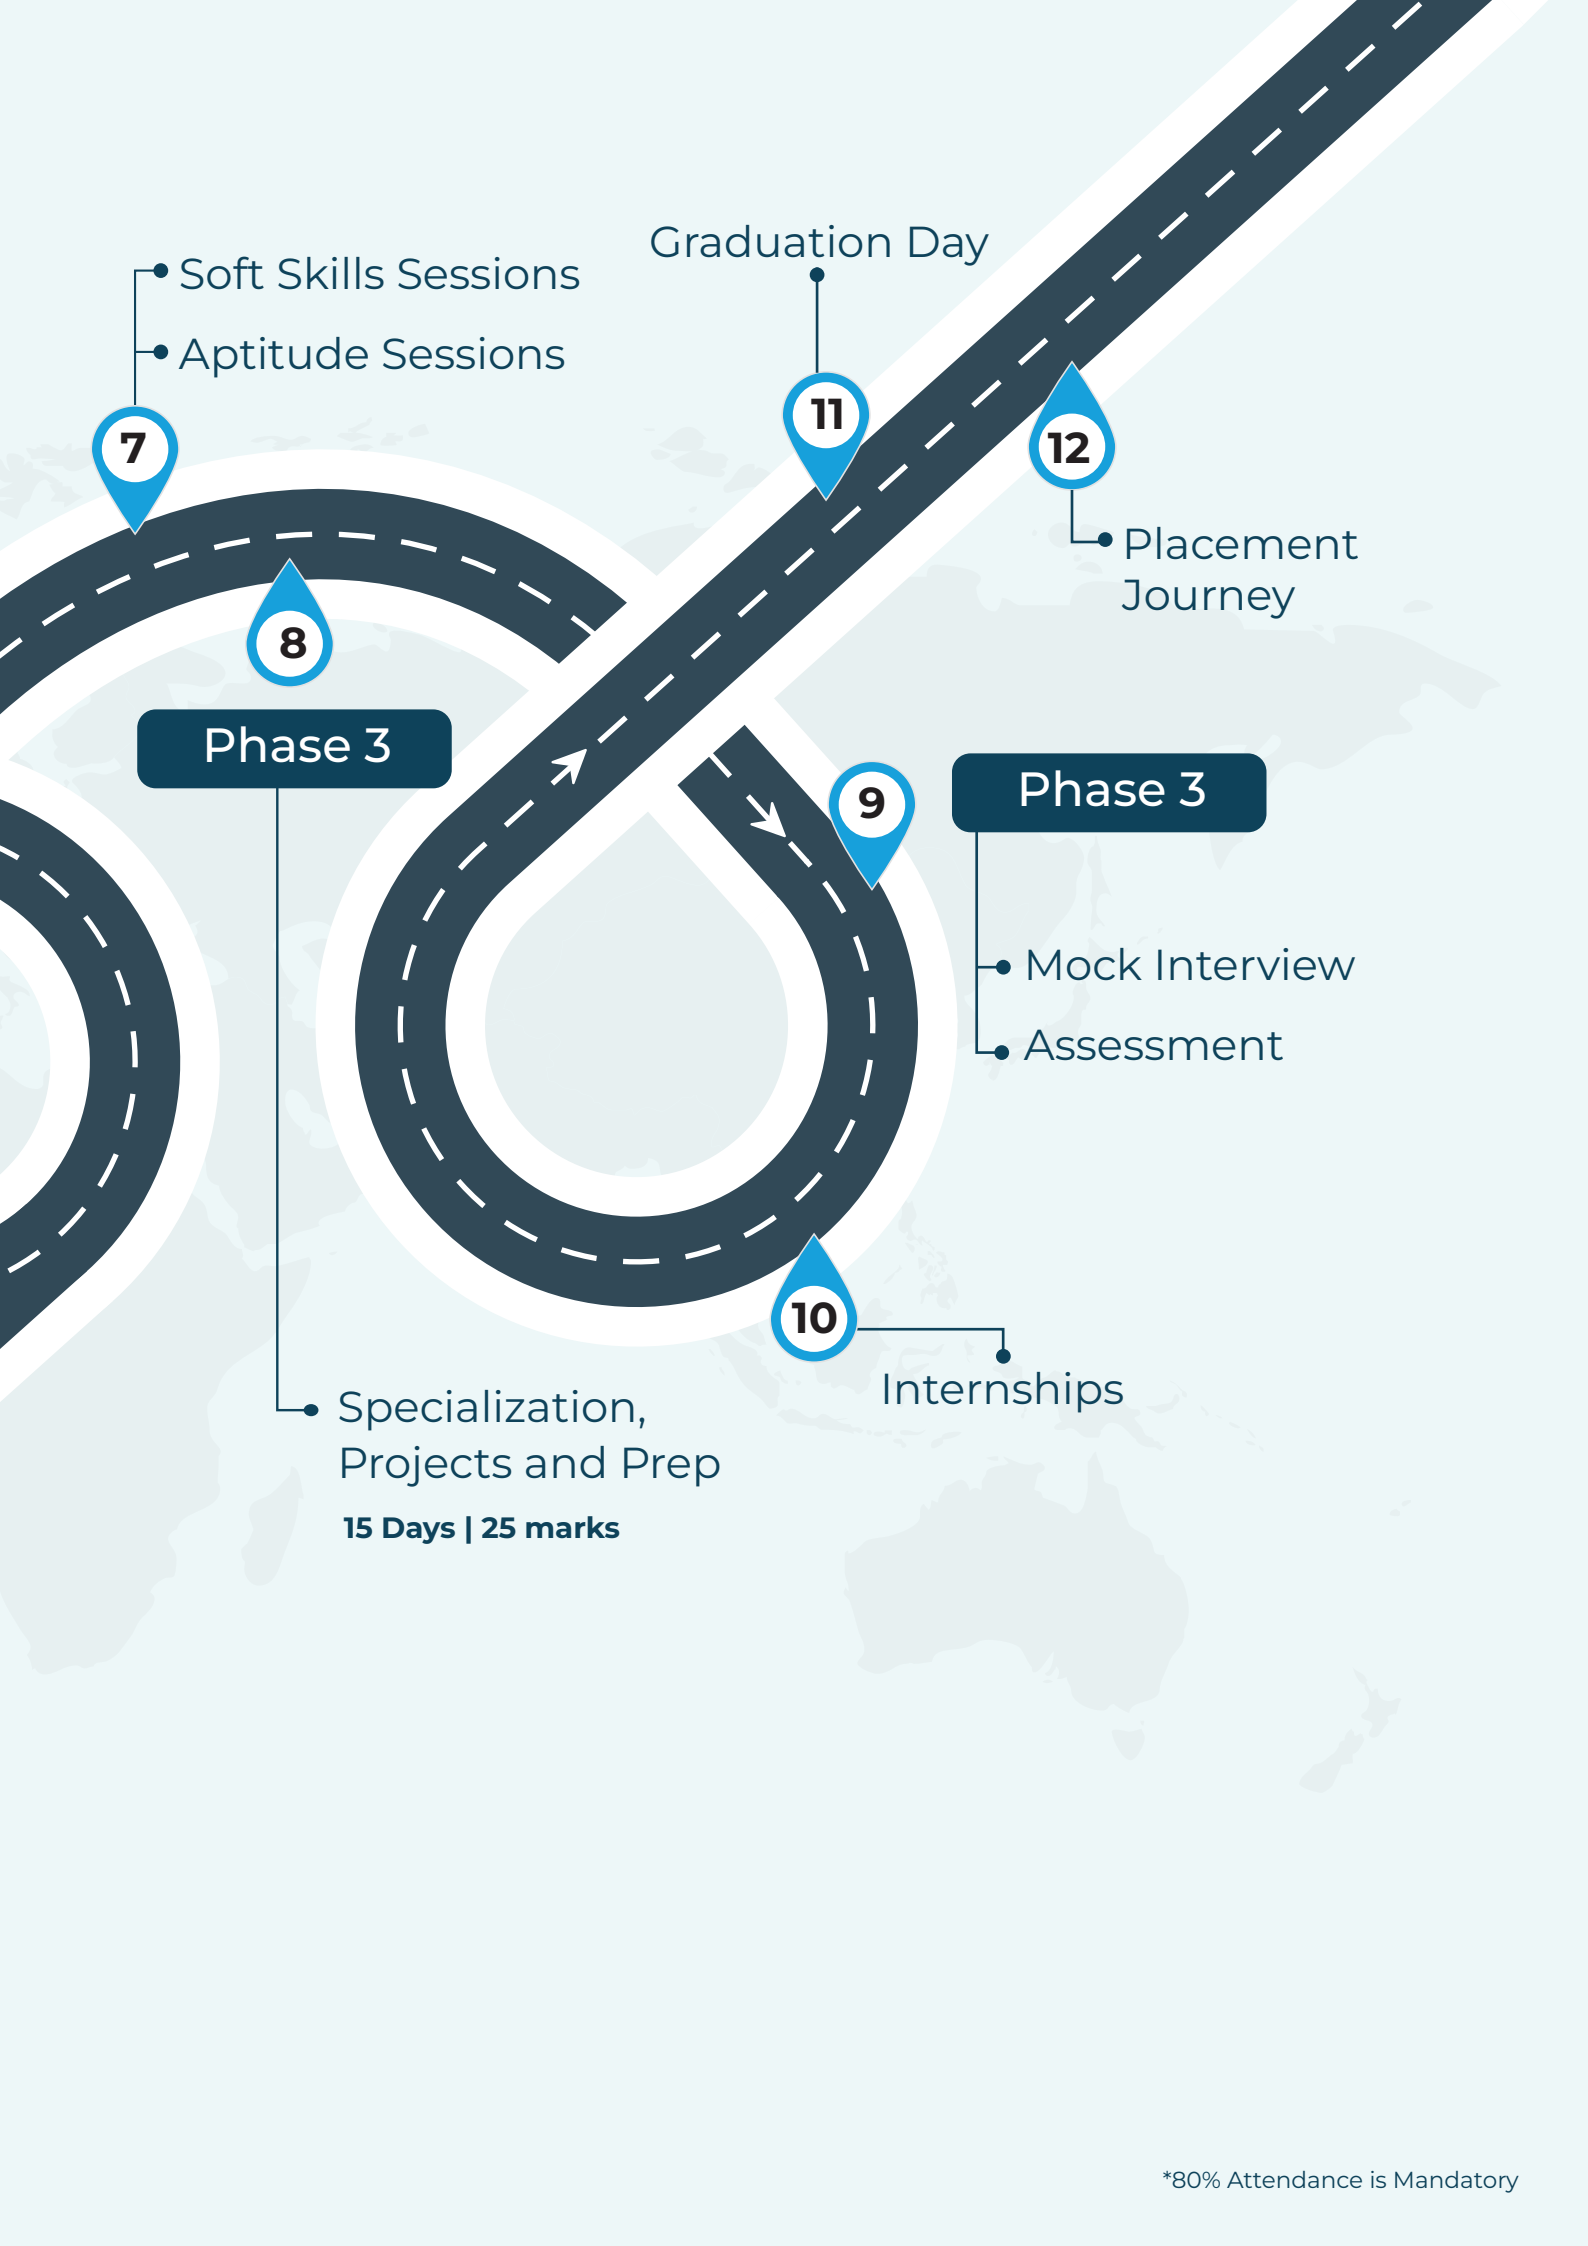 Soft Skills Sessions
Aptitude Sessions
7
8
Phase 3
Specialization,
Projects and Prep
15 Days | 25 marks
9
Phase 3
Mock Interview
Assessment
10
Internships
Graduation Day
11
12
Placement
Journey
*80% Attendance is Mandatory